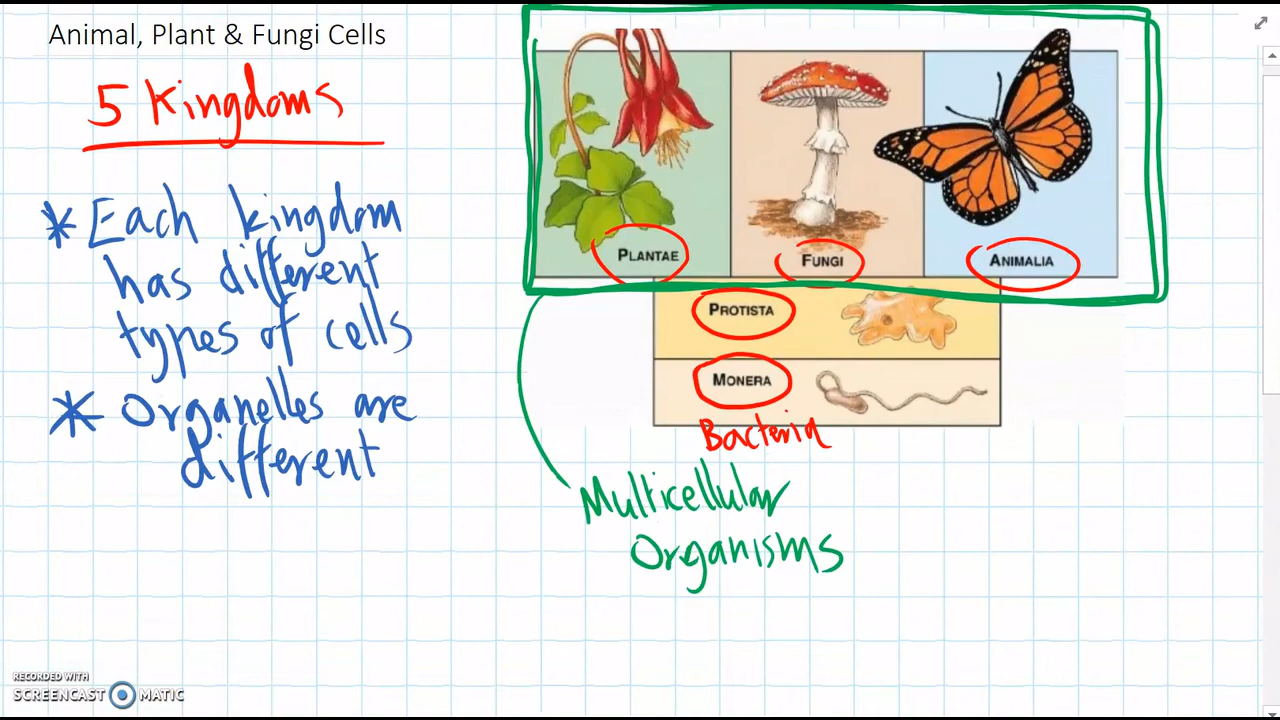 Animal, Plant & Fungi Cells
5 Kingdoms
* Each kingdom
has different
types of cells
* Organelles are
different
PLANTAE
FUNGI
ANIMALIA
PROTISTA
MONERA
Bacteria
Multicellular
Organisms
RECORDED WITH
SCREENCAST MATIC